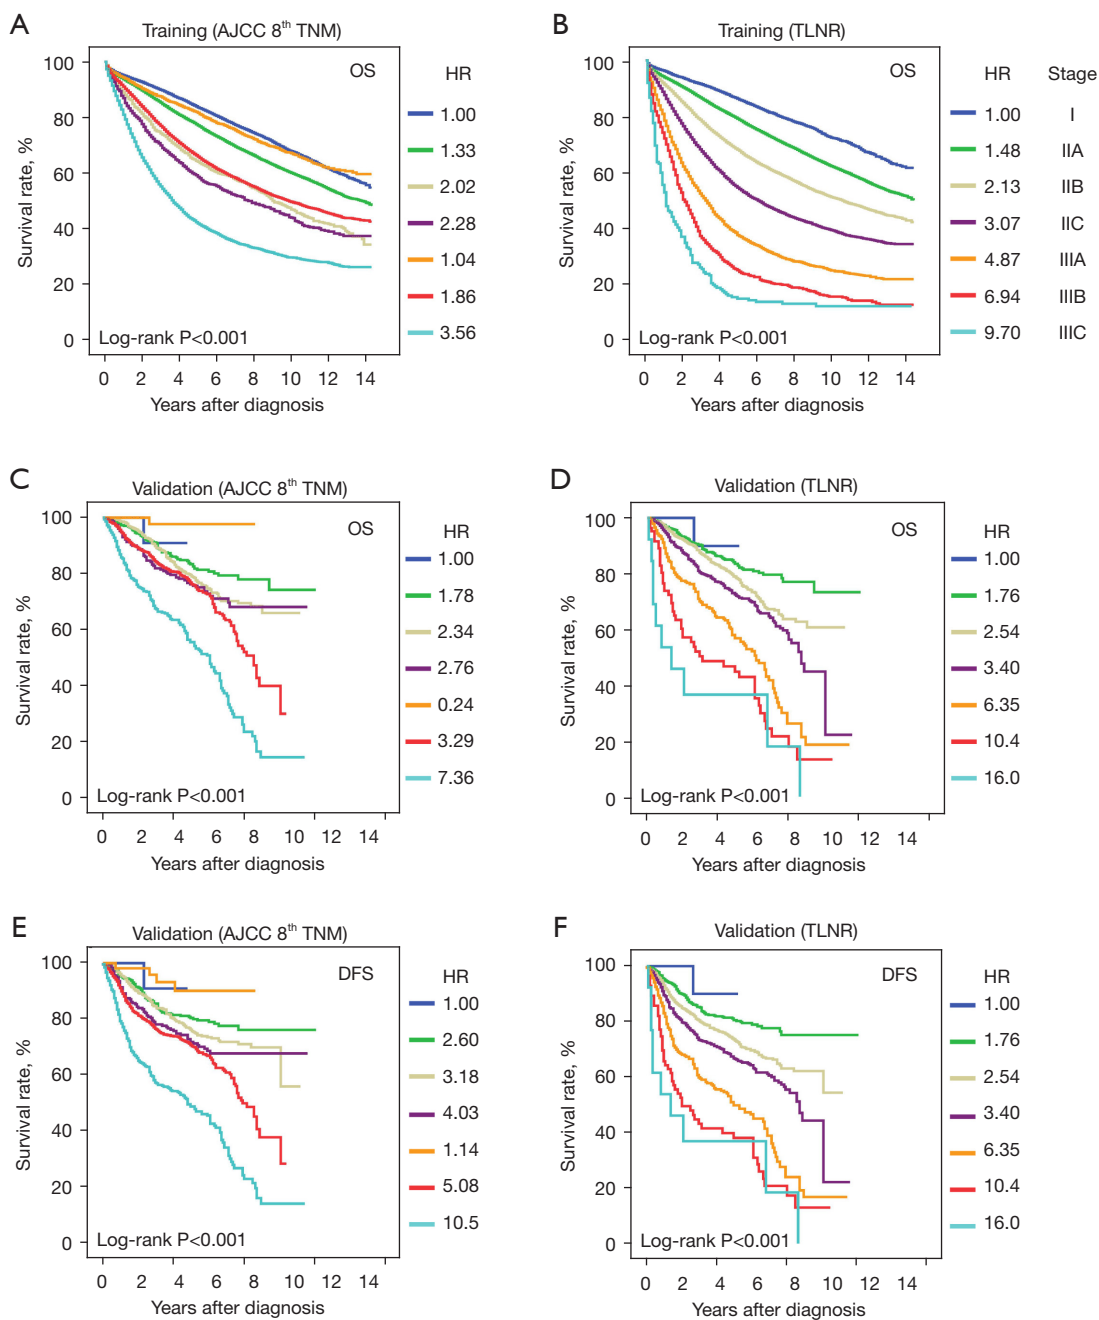 A
Training (AJCC 8th TNM)
OS
HR
100
80
60
40
20
0
Survival rate, %
1.00
1.33
2.02
2.28
1.04
1.86
3.56
Log-rank P<0.001
0 2 4 6 8 10 12 14
Years after diagnosis
B
Training (TLNR)
OS
HR Stage
100
80
60
40
20
0
Survival rate, %
1.00 I
1.48 IIA
2.13 IIB
3.07 IIC
4.87 IIIA
6.94 IIIB
9.70 IIIC
Log-rank P<0.001
0 2 4 6 8 10 12 14
Years after diagnosis
C
Validation (AJCC 8th TNM)
OS
HR
100
80
60
40
20
0
Survival rate, %
1.00
1.78
2.34
2.76
0.24
3.29
7.36
Log-rank P<0.001
0 2 4 6 8 10 12 14
Years after diagnosis
D
Validation (TLNR)
OS
HR
100
80
60
40
20
0
Survival rate, %
1.00
1.76
2.54
3.40
6.35
10.4
16.0
Log-rank P<0.001
0 2 4 6 8 10 12 14
Years after diagnosis
E
Validation (AJCC 8th TNM)
DFS
HR
100
80
60
40
20
0
Survival rate, %
1.00
2.60
3.18
4.03
1.14
5.08
10.5
Log-rank P<0.001
0 2 4 6 8 10 12 14
Years after diagnosis
F
Validation (TLNR)
DFS
HR
100
80
60
40
20
0
Survival rate, %
1.00
1.76
2.54
3.40
6.35
10.4
16.0
Log-rank P<0.001
0 2 4 6 8 10 12 14
Years after diagnosis